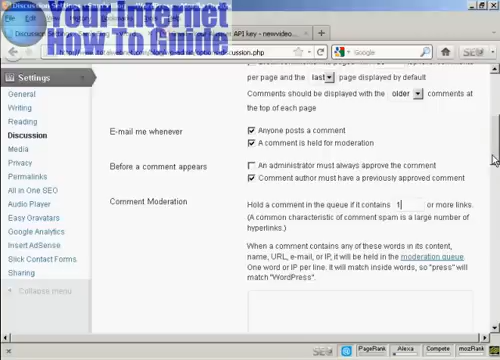 Discussion Settings
Your Internet
How To Guide
API key - newvideo
discussion.php
Google
Settings
General
Writing
Reading
Discussion
Media
Privacy
Permalinks
All in One SEO
Audio Player
Easy Gravatars
Google Analytics
Insert AdSense
Slick Contact Forms
Sharing
Collapse menu
per page and the last page displayed by default
Comments should be displayed with the older comments at
the top of each page
E-mail me whenever
Anyone posts a comment
A comment is held for moderation
Before a comment appears
An administrator must always approve the comment
Comment author must have a previously approved comment
Comment Moderation
Hold a comment in the queue if it contains 1 or more links.
(A common characteristic of comment spam is a large number of
hyperlinks.)
When a comment contains any of these words in its content,
name, URL, e-mail, or IP, it will be held in the moderation queue.
One word or IP per line. It will match inside words, so "press" will
match "WordPress".
PageRank
Alexa
Compete
mozRank